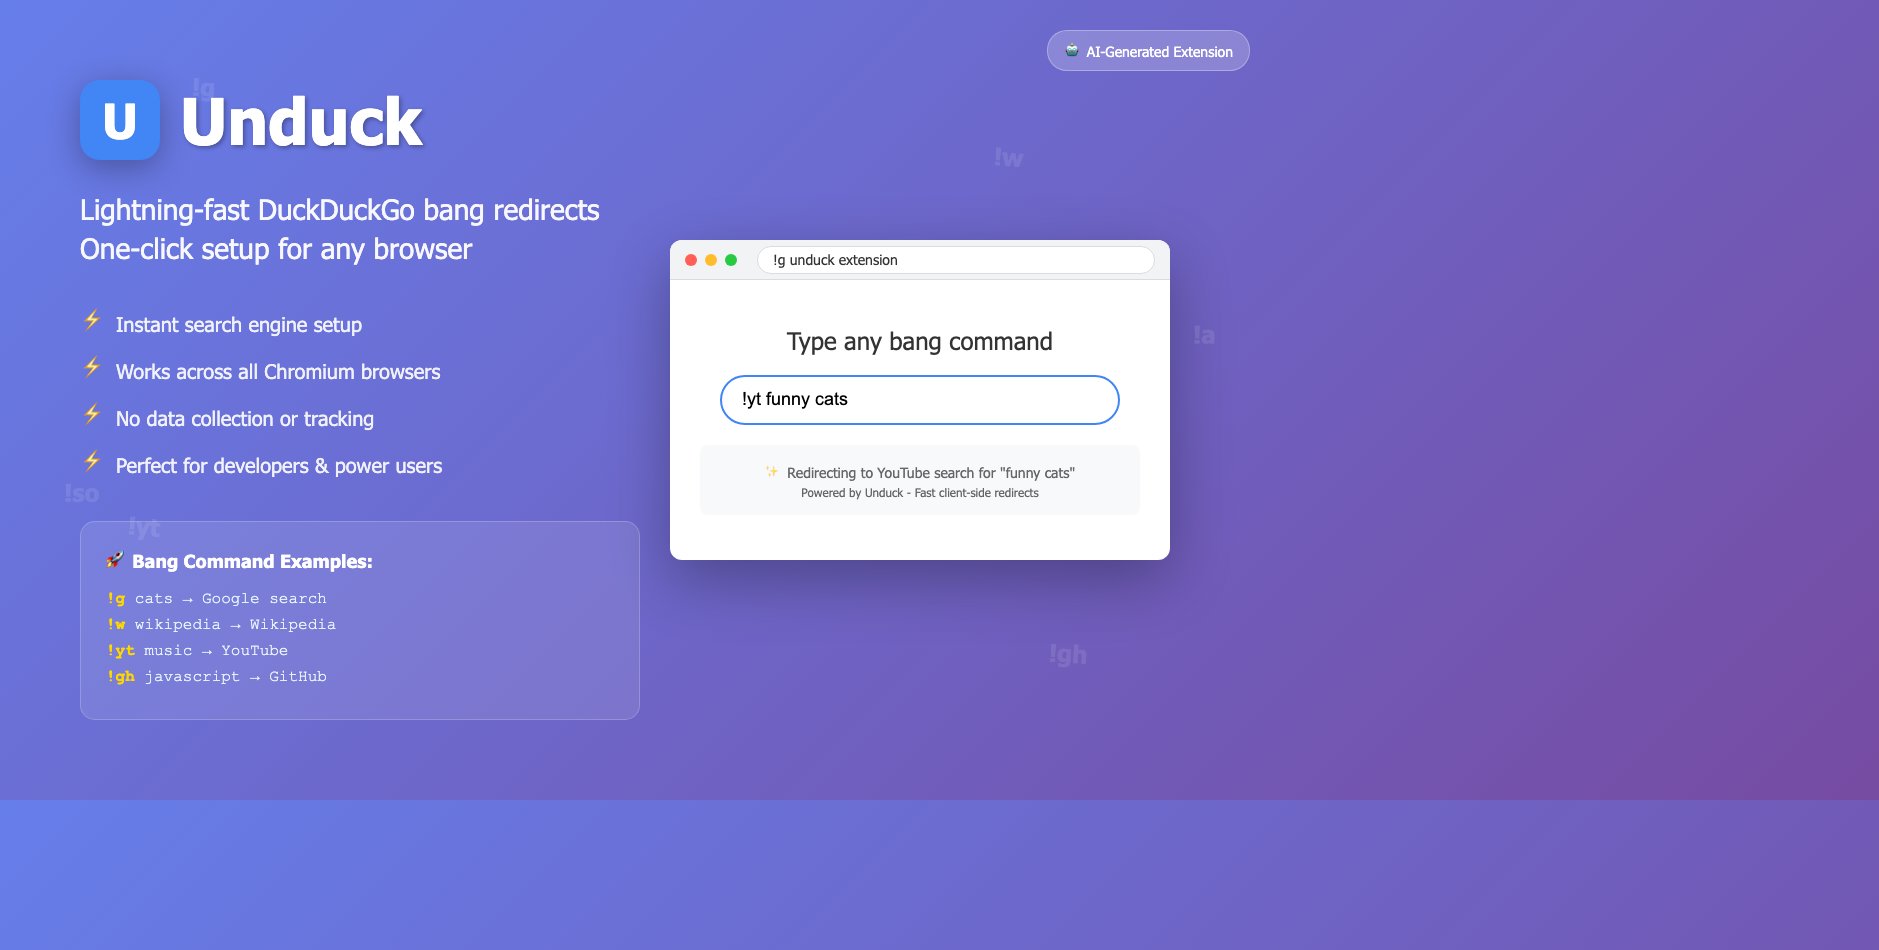 🤖 AI-Generated Extension
!g
U Unduck
!w
Lightning-fast DuckDuckGo bang redirects
One-click setup for any browser
!g unduck extension
⚡ Instant search engine setup
Type any bang command
!a
⚡ Works across all Chromium browsers
!yt funny cats
⚡ No data collection or tracking
⚡ Perfect for developers & power users
✨ Redirecting to YouTube search for "funny cats"
Powered by Unduck - Fast client-side redirects
!so
!yt
🚀 Bang Command Examples:
!g cats → Google search
!w wikipedia → Wikipedia
!yt music → YouTube
!gh javascript → GitHub
!gh